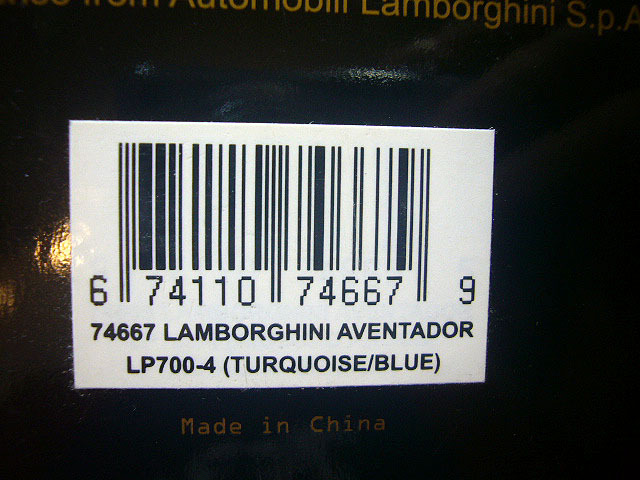 from Automobili Lamborghini S.p.A
6 74110 74667 9
74667 LAMBORGHINI AVENTADOR
LP700-4 (TURQUOISE/BLUE)
Made in China